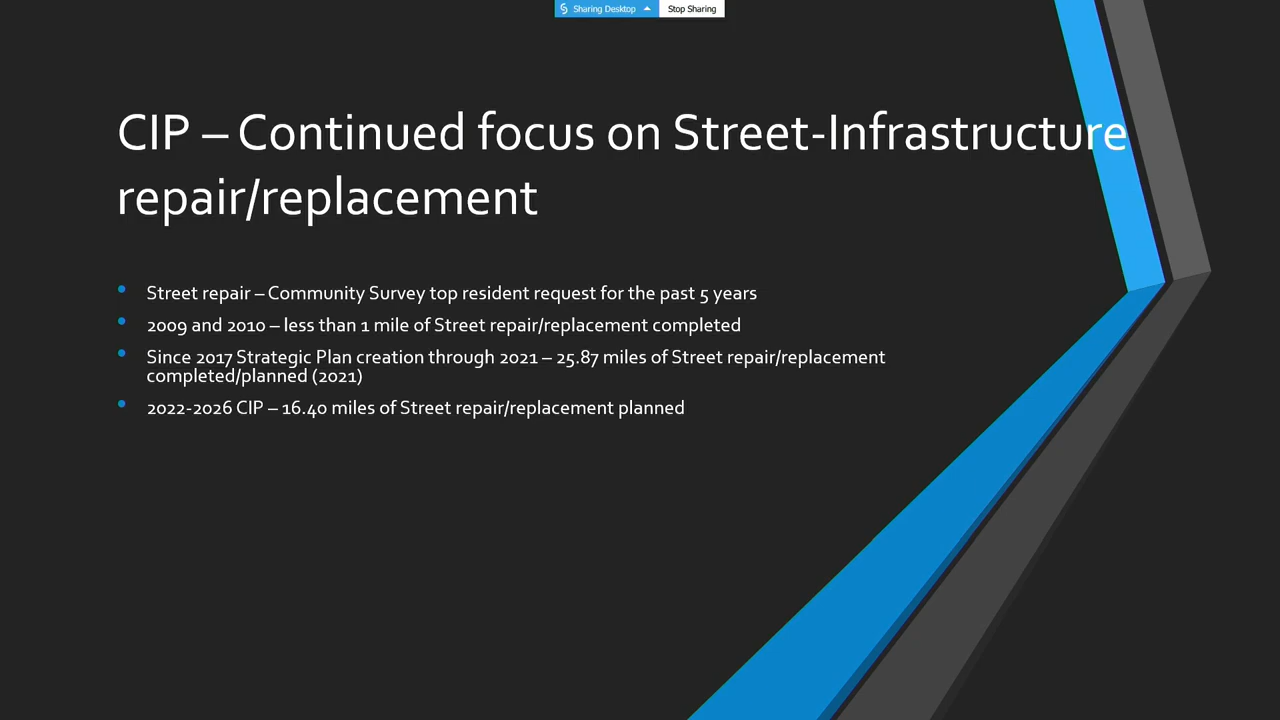 Sharing Desktop Stop Sharing
CIP – Continued focus on Street-Infrastructure
repair/replacement
Street repair – Community Survey top resident request for the past 5 years
2009 and 2010 – less than 1 mile of Street repair/replacement completed
Since 2017 Strategic Plan creation through 2021 – 25.87 miles of Street repair/replacement
completed/planned (2021)
2022-2026 CIP – 16.40 miles of Street repair/replacement planned